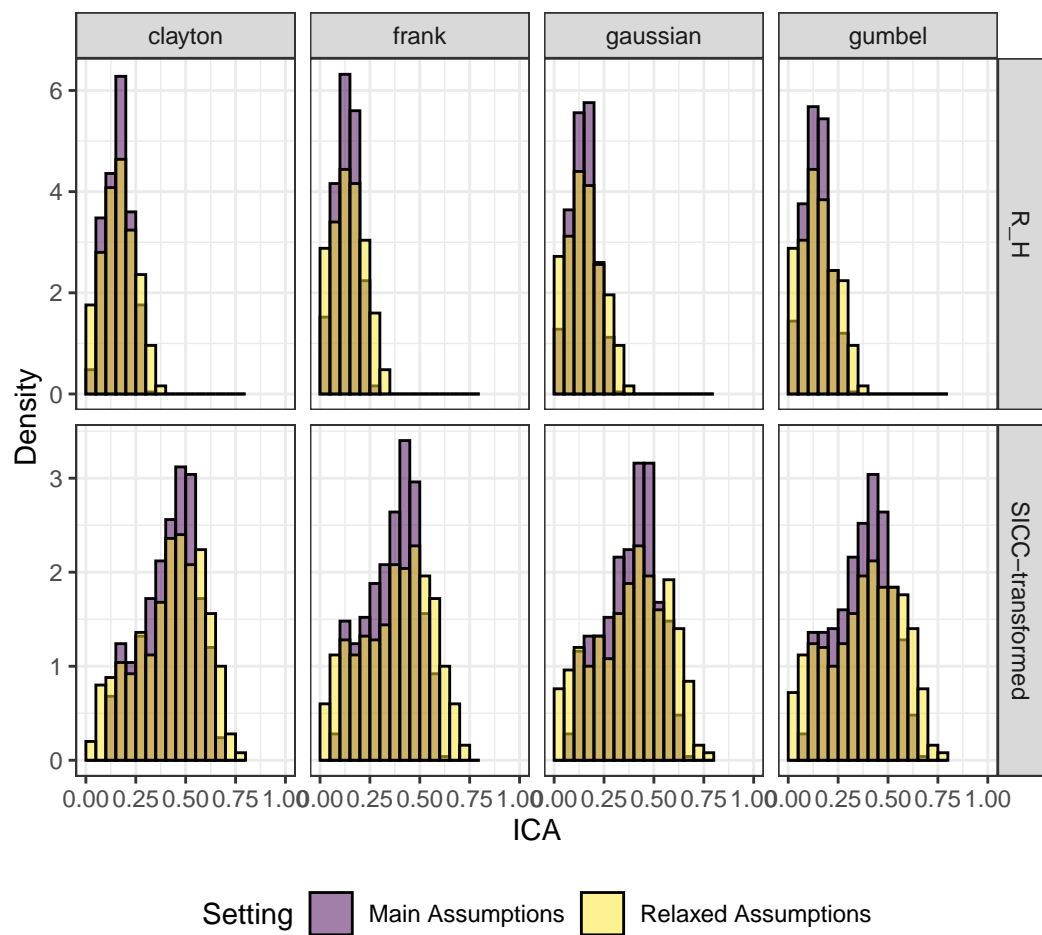 clayton frank gaussian gumbel
6
4
2
0
R_H
Density
3
2
1
0
SICC-transformed
0.00 0.25 0.50 0.75 1.00 0.00 0.25 0.50 0.75 1.00 0.00 0.25 0.50 0.75 1.00 0.00 0.25 0.50 0.75 1.00
ICA
Setting Main Assumptions Relaxed Assumptions